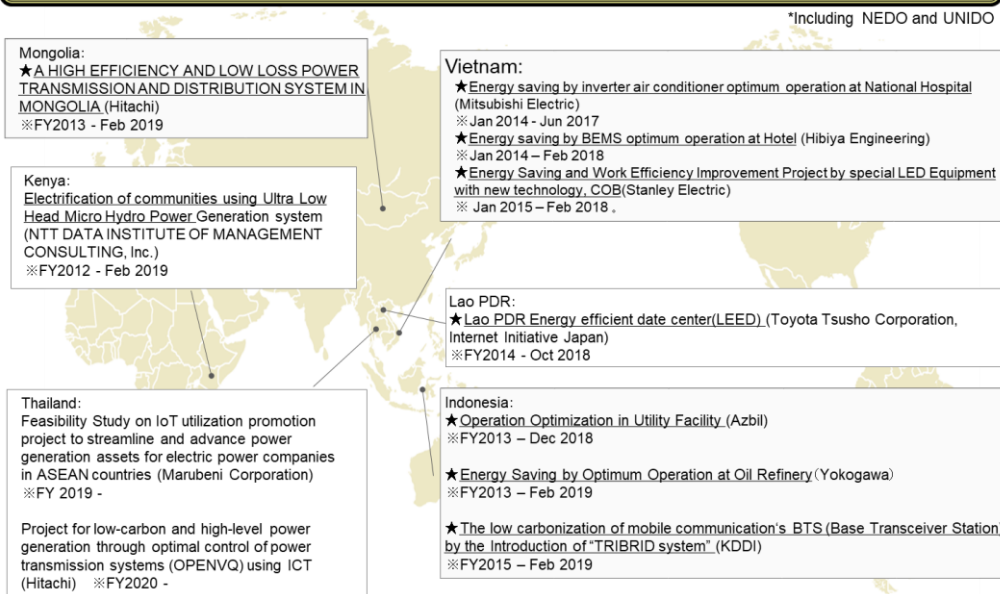 *Including NEDO and UNIDO
Mongolia:
★A HIGH EFFICIENCY AND LOW LOSS POWER
TRANSMISSION AND DISTRIBUTION SYSTEM IN
MONGOLIA (Hitachi)
※FY2013 - Feb 2019
Vietnam:
★Energy saving by inverter air conditioner optimum operation at National Hospital
(Mitsubishi Electric)
※Jan 2014 - Jun 2017
★Energy saving by BEMS optimum operation at Hotel (Hibiya Engineering)
※Jan 2014 – Feb 2018
★Energy Saving and Work Efficiency Improvement Project by special LED Equipment
with new technology, COB(Stanley Electric)
※ Jan 2015 – Feb 2018 。
Kenya:
Electrification of communities using Ultra Low
Head Micro Hydro Power Generation system
(NTT DATA INSTITUTE OF MANAGEMENT
CONSULTING, Inc.)
※FY2012 - Feb 2019
Lao PDR:
★Lao PDR Energy efficient date center(LEED) (Toyota Tsusho Corporation,
Internet Initiative Japan)
※FY2014 - Oct 2018
Thailand:
Feasibility Study on IoT utilization promotion
project to streamline and advance power
generation assets for electric power companies
in ASEAN countries (Marubeni Corporation)
※FY 2019 -
Project for low-carbon and high-level power
generation through optimal control of power
transmission systems (OPENVQ) using ICT
(Hitachi) ※FY2020 -
Indonesia:
★Operation Optimization in Utility Facility (Azbil)
※FY2013 – Dec 2018
★Energy Saving by Optimum Operation at Oil Refinery（Yokogawa）
※FY2013 – Feb 2019
★The low carbonization of mobile communication's BTS (Base Transceiver Station)
by the Introduction of "TRIBRID system" (KDDI)
※FY2015 – Feb 2019